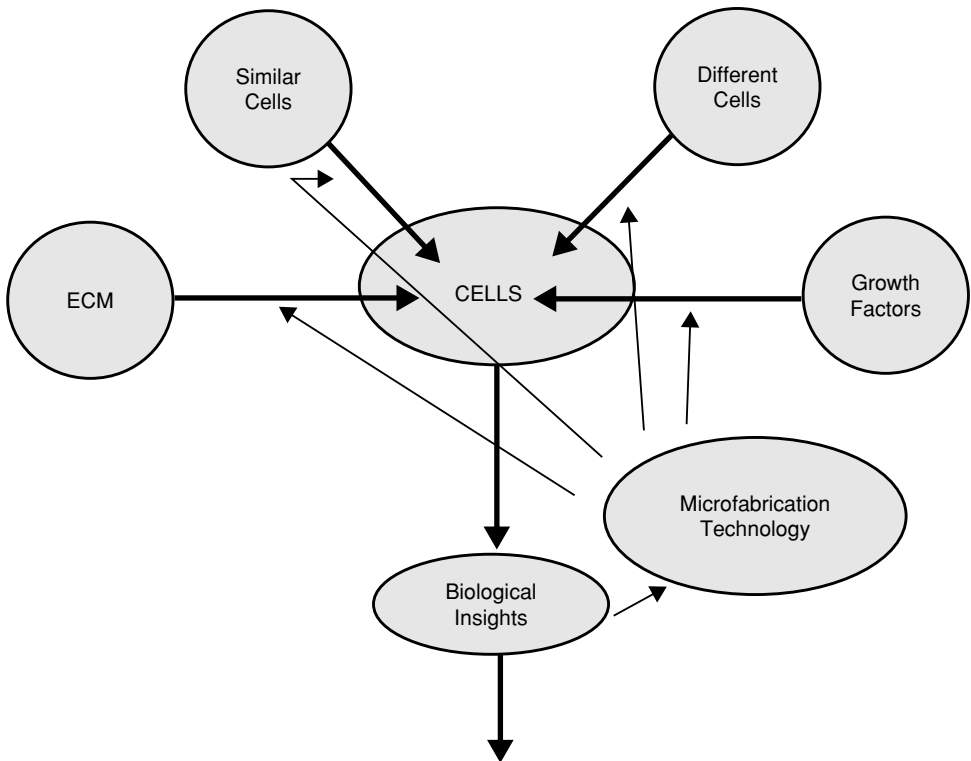 Similar
Cells
Different
Cells
ECM
CELLS
Growth
Factors
Microfabrication
Technology
Biological
Insights